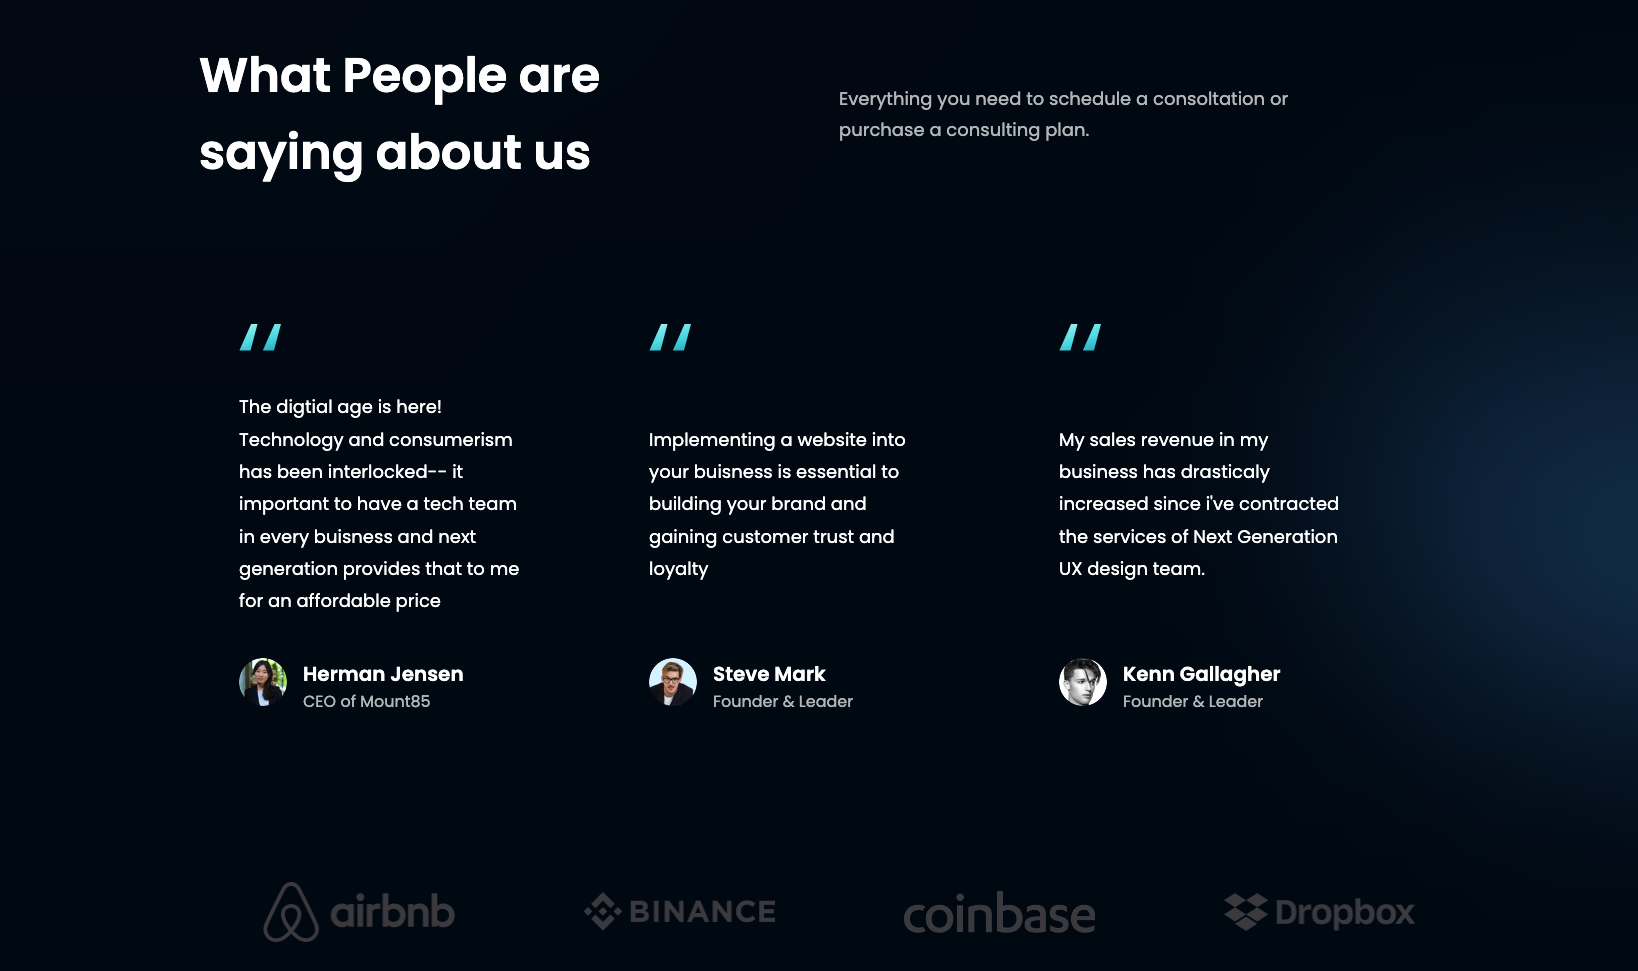 What People are
saying about us
Everything you need to schedule a consoltation or
purchase a consulting plan.
The digtial age is here!
Technology and consumerism
has been interlocked-- it
important to have a tech team
in every buisness and next
generation provides that to me
for an affordable price
Herman Jensen
CEO of Mount85
Implementing a website into
your buisness is essential to
building your brand and
gaining customer trust and
loyalty
Steve Mark
Founder & Leader
My sales revenue in my
business has drasticaly
increased since i've contracted
the services of Next Generation
UX design team.
Kenn Gallagher
Founder & Leader
airbnb
BINANCE
coinbase
Dropbox